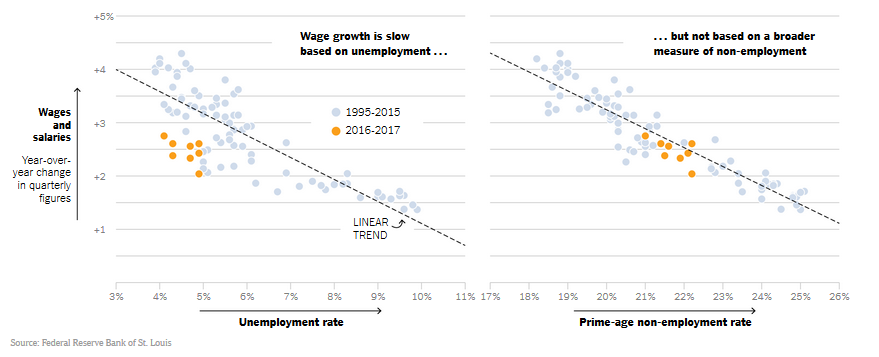 +5%
Wage growth is slow
based on unemployment . . .
. . . but not based on a broader
measure of non-employment
+4
Wages
and
salaries
Year-over-
year change
in quarterly
figures
1995-2015
2016-2017
+3
+2
+1
LINEAR
TREND
3% 4% 5% 6% 7% 8% 9% 10% 11% 17% 18% 19% 20% 21% 22% 23% 24% 25% 26%
Unemployment rate
Prime-age non-employment rate
Source: Federal Reserve Bank of St. Louis